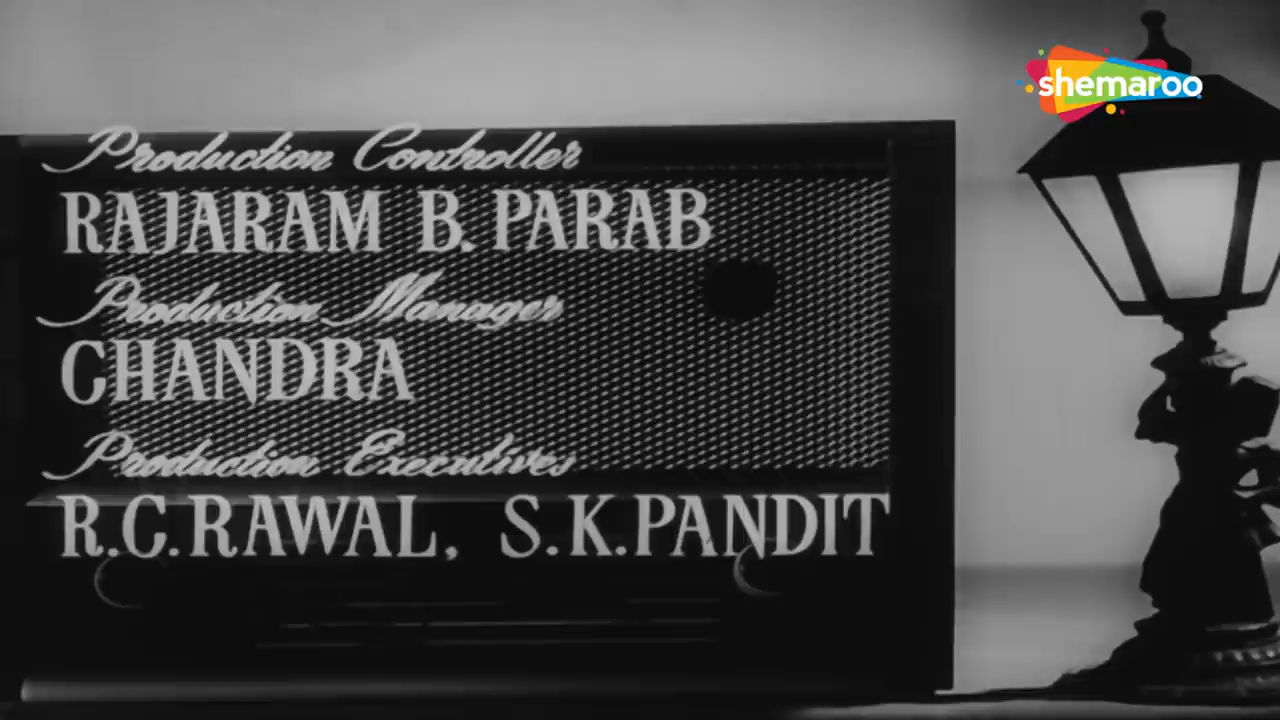 shemaroo
Production Controller
RAJARAM B. PARAB
Production Manager
CHANDRA
Production Executives
R.C.RAWAL, S.K.PANDIT